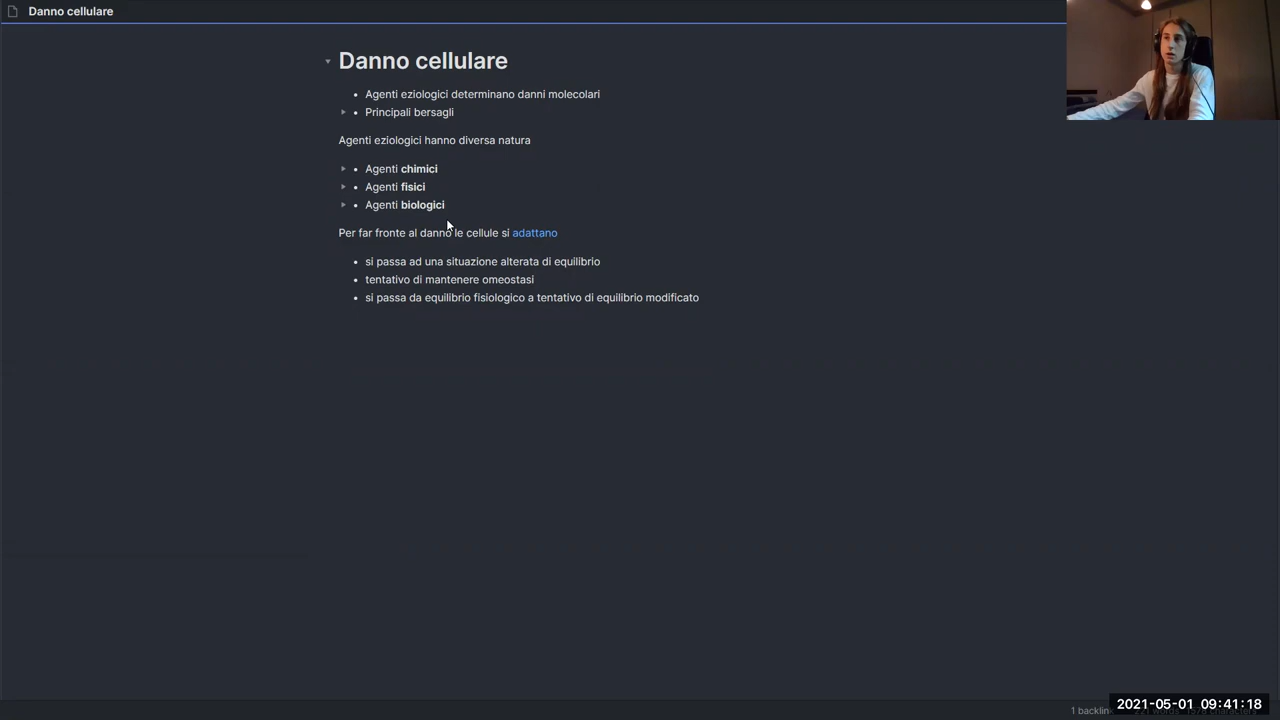 Danno cellulare
Danno cellulare
Agenti eziologici determinano danni molecolari
Principali bersagli
Agenti eziologici hanno diversa natura
Agenti chimici
Agenti fisici
Agenti biologici
Per far fronte al danno le cellule si adattano
si passa ad una situazione alterata di equilibrio
tentativo di mantenere omeostasi
si passa da equilibrio fisiologico a tentativo di equilibrio modificato
1 backlink
2021-05-01 09:41:18